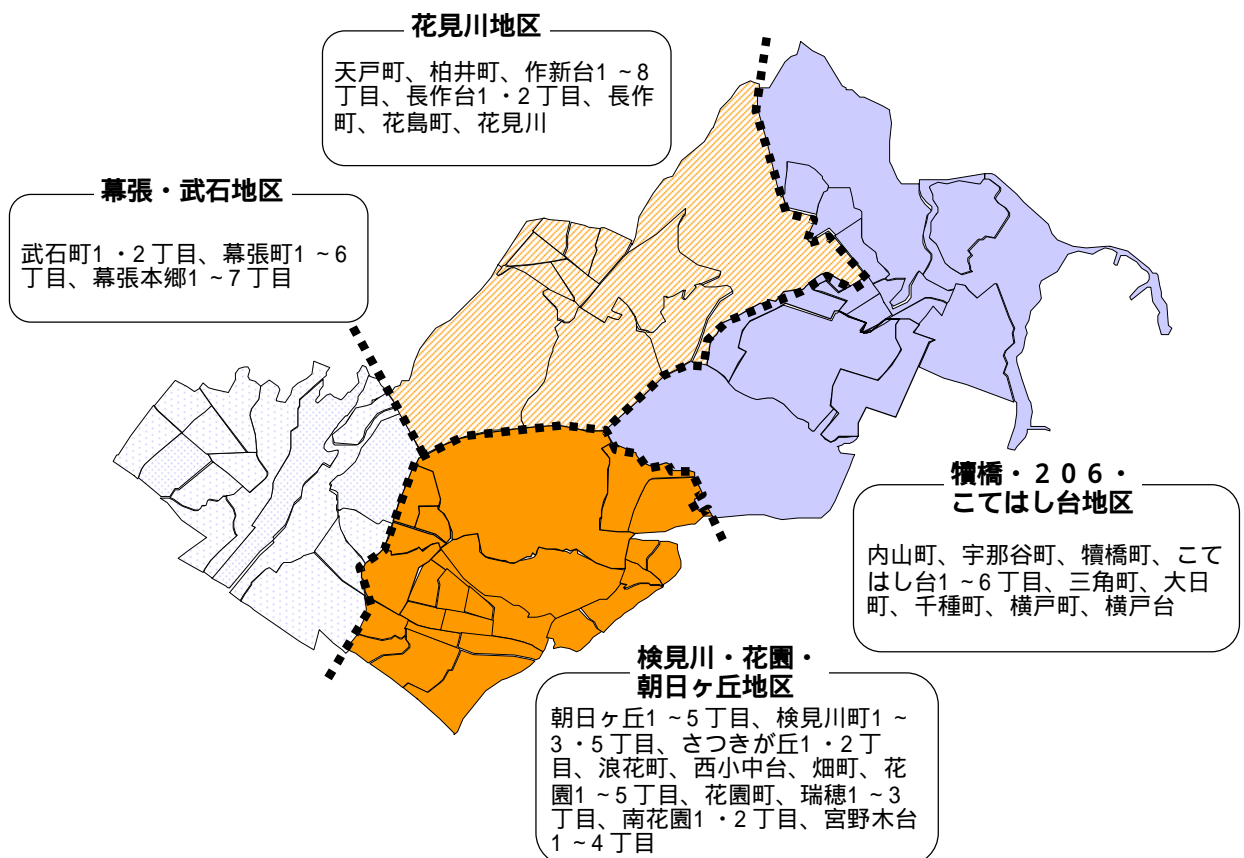 花見川地区
天戸町、柏井町、作新台1~8
丁目、長作台1・2丁目、長作
町、花島町、花見川
幕張・武石地区
武石町1・2丁目、幕張町1~6
丁目、幕張本郷1~7丁目
犢橋・206・
こてはし台地区
内山町、宇那谷町、犢橋町、こて
はし台1~6丁目、三角町、大日
町、千種町、横戸町、横戸台
検見川・花園・
朝日ヶ丘地区
朝日ヶ丘1~5丁目、検見川町1~
3・5丁目、さつきが丘1・2丁
目、浪花町、西小中台、畑町、花
園1~5丁目、花園町、瑞穂1~3
丁目、南花園1・2丁目、宮野木台
1~4丁目